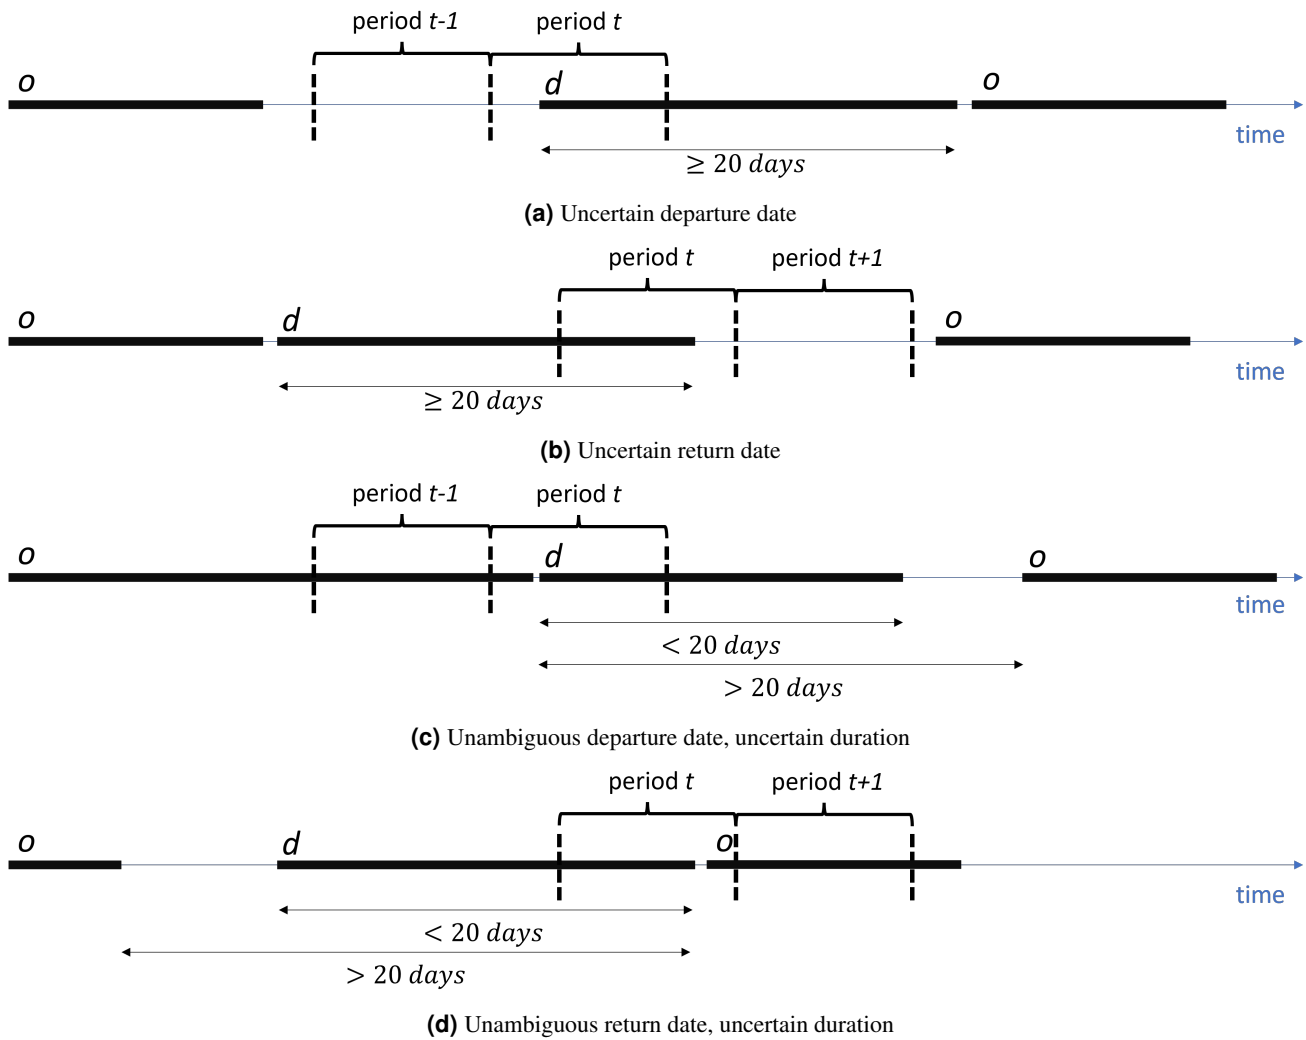 period t-1 period t
o d o
time
≥ 20 days
(a) Uncertain departure date
period t period t+1
o d o
time
≥ 20 days
(b) Uncertain return date
period t-1 period t
o d o
time
< 20 days
> 20 days
(c) Unambiguous departure date, uncertain duration
period t period t+1
o d o
time
< 20 days
> 20 days
(d) Unambiguous return date, uncertain duration